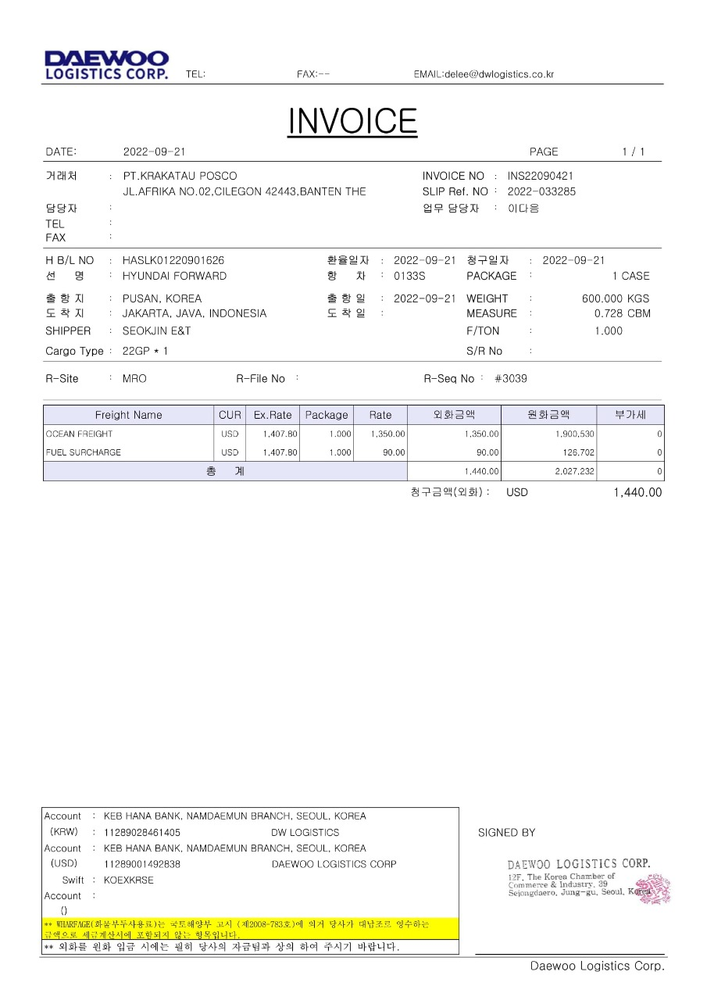 DAEWOO
LOGISTICS CORP. TEL: FAX:-- EMAIL:delee@dwlogistics.co.kr
INVOICE
DATE: 2022-09-21 PAGE 1 / 1
거래처 : PT.KRAKATAU POSCO INVOICE NO : INS22090421
JL.AFRIKA NO.02,CILEGON 42443,BANTEN THE SLIP Ref. NO : 2022-033285
담당자 : 업무 담당자 : 이다음
TEL :
FAX :
H B/L NO : HASLK01220901626 환율일자 : 2022-09-21 청구일자 : 2022-09-21
선 명 : HYUNDAI FORWARD 항 차 : 0133S PACKAGE : 1 CASE
출 항 지 : PUSAN, KOREA 출 항 일 : 2022-09-21 WEIGHT : 600.000 KGS
도 착 지 : JAKARTA, JAVA, INDONESIA 도 착 일 : MEASURE : 0.728 CBM
SHIPPER : SEOKJIN E&T F/TON : 1.000
Cargo Type : 22GP * 1 S/R No :
R-Site : MRO R-File No : R-Seq No : #3039
Freight Name CUR Ex.Rate Package Rate 외화금액 원화금액 부가세
OCEAN FREIGHT USD 1,407.80 1.000 1,350.00 1,350.00 1,900,530 0
FUEL SURCHARGE USD 1,407.80 1.000 90.00 90.00 126,702 0
총 계 1,440.00 2,027,232 0
청구금액(외화) : USD 1,440.00
Account : KEB HANA BANK, NAMDAEMUN BRANCH, SEOUL, KOREA
(KRW) : 11289028461405 DW LOGISTICS
Account : KEB HANA BANK, NAMDAEMUN BRANCH, SEOUL, KOREA
(USD) 11289001492838 DAEWOO LOGISTICS CORP
Swift : KOEXKRSE
Account :
()
** WHARFAGE(화물부두사용료)는 국토해양부 고시 (제2008-783호)에 의거 당사가 대납조로 영수하는
금액으로 세금계산시에 포함되지 않는 항목입니다.
** 외화를 원화 입금 시에는 필히 당사의 자금팀과 상의 하여 주시기 바랍니다.
SIGNED BY
DAEWOO LOGISTICS CORP.
12F, The Korea Chamber of
Commerce & Industry, 39
Sejongdaero, Jung-gu, Seoul, Korea
Daewoo Logistics Corp.